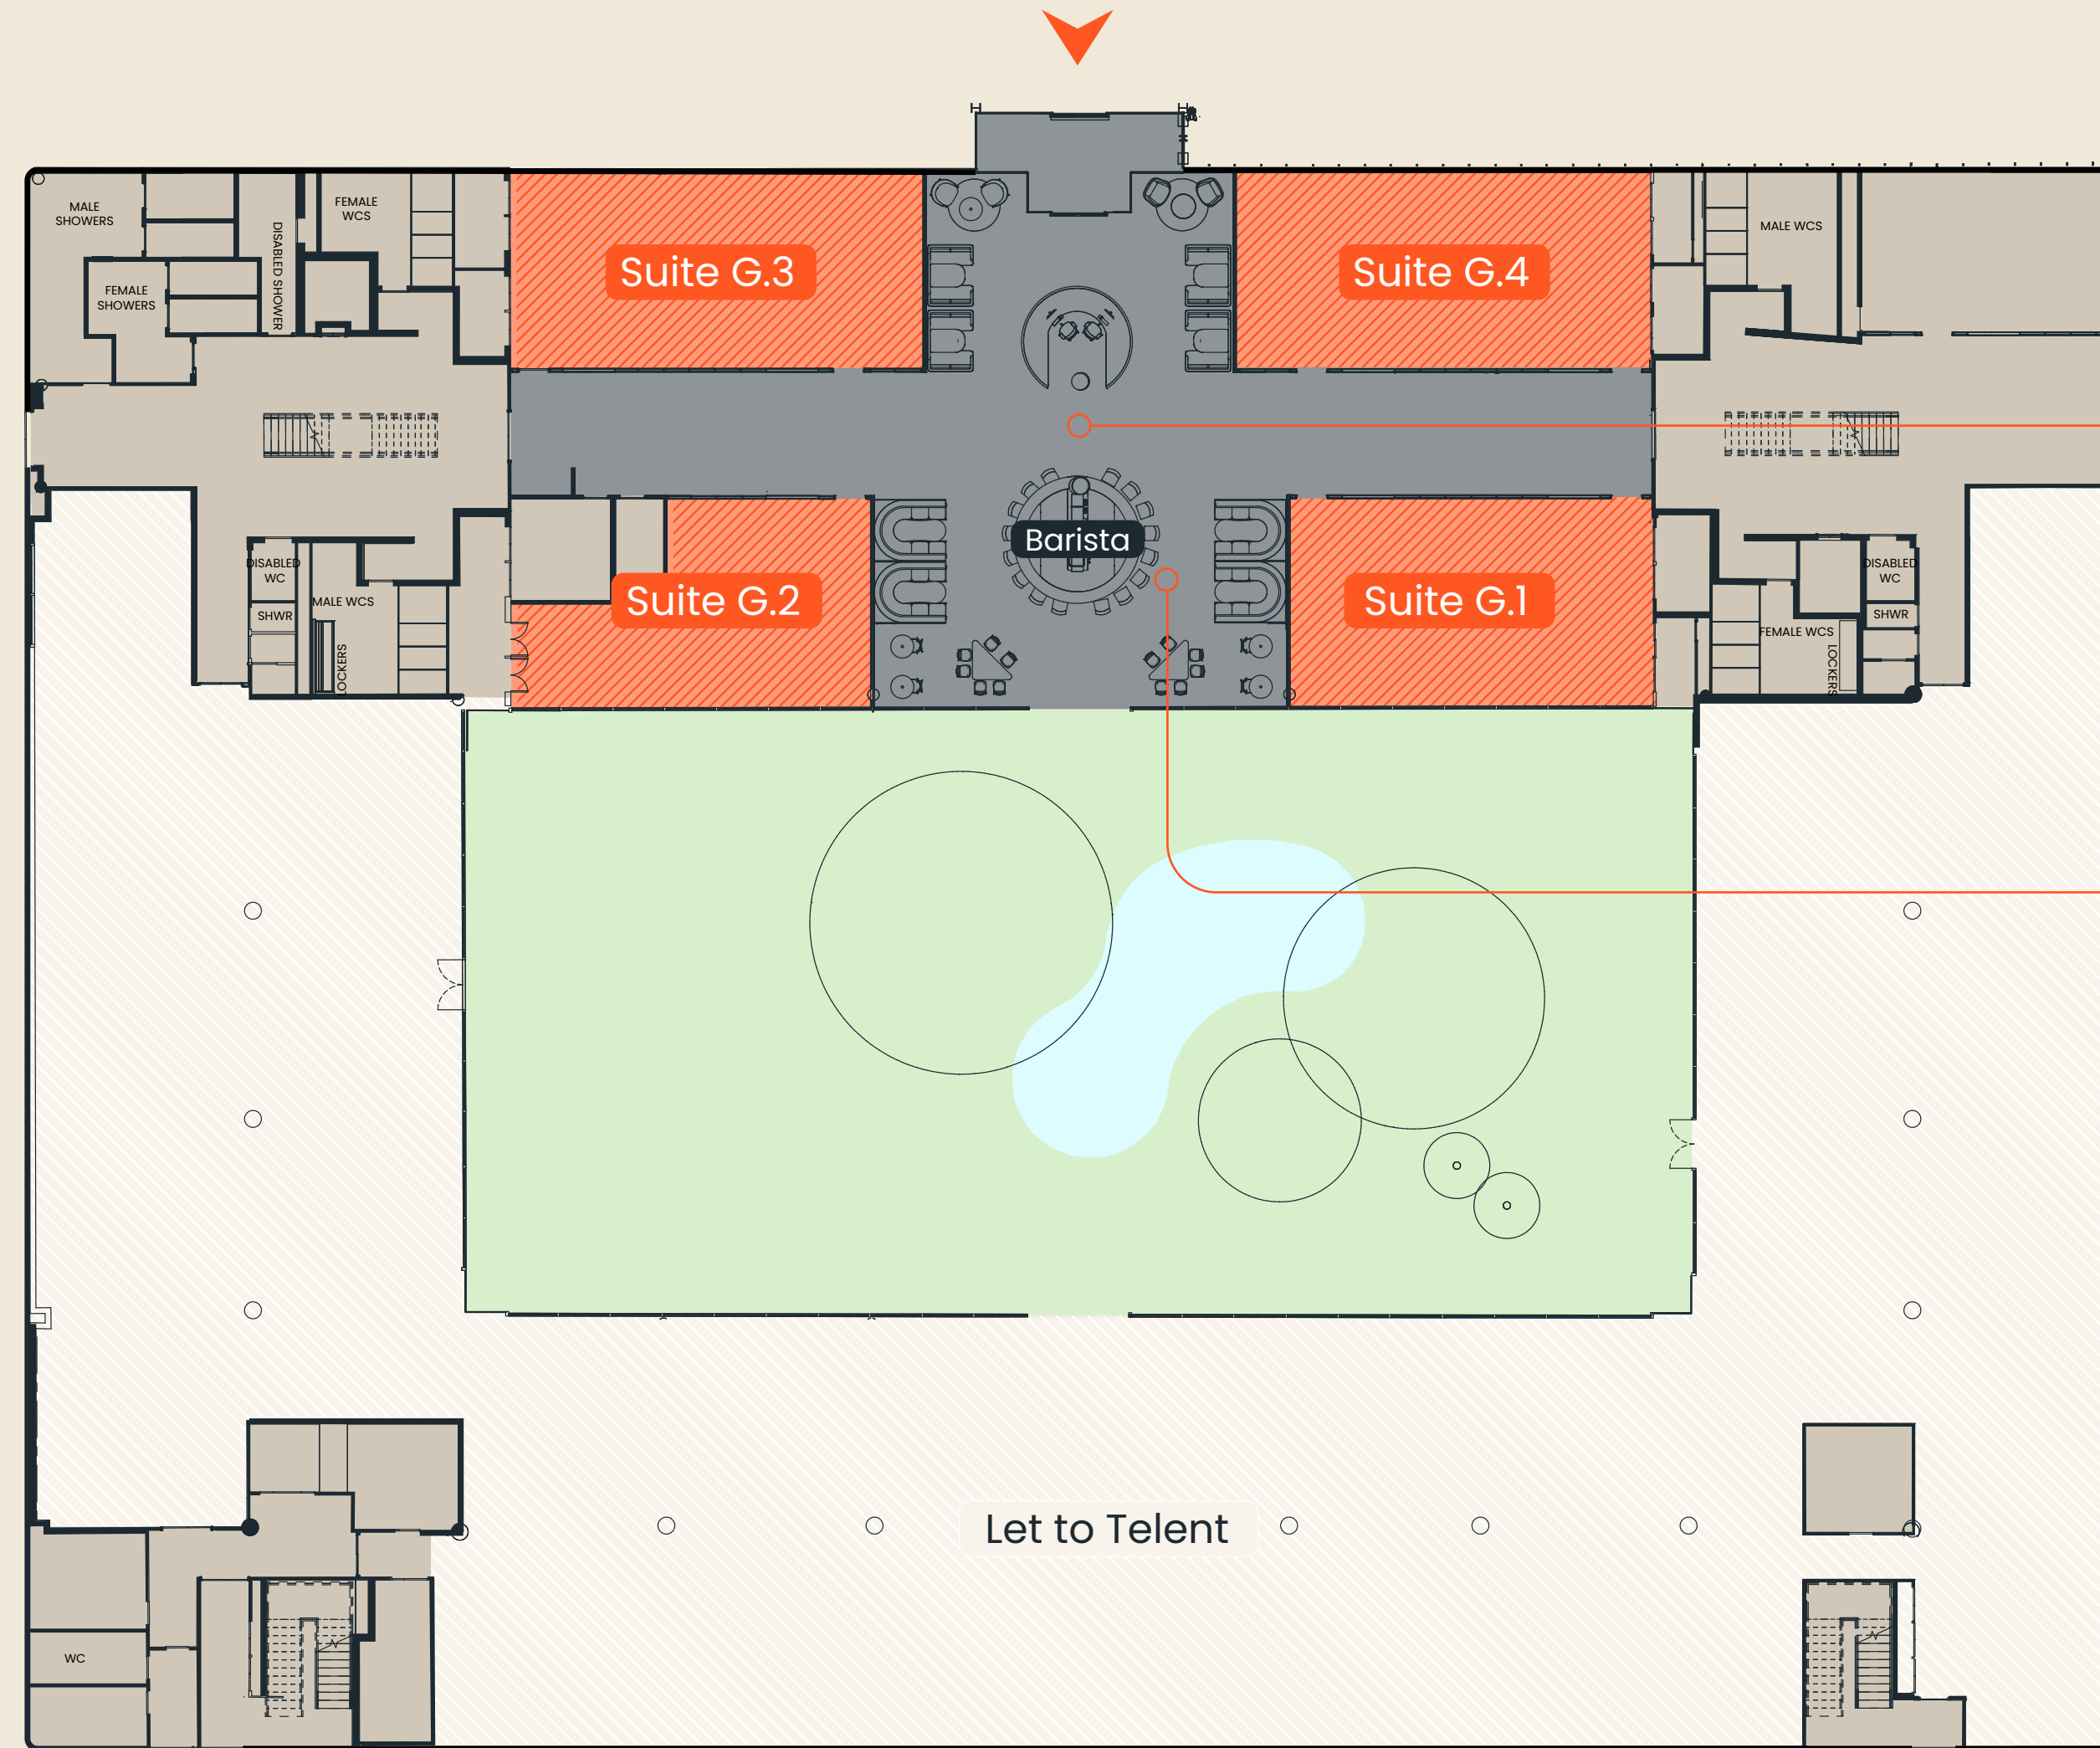 MALE
SHOWERS
FEMALE
WCS
DISABLED SHOWER
FEMALE
SHOWERS
Suite G.3
Suite G.4
MALE WCS
Barista
DISABLED
WC
SHWR
MALE WCS
LOCKERS
Suite G.2
Suite G.1
DISABLED
WC
SHWR
FEMALE WCS
LOCKERS
Let to Telent
WC